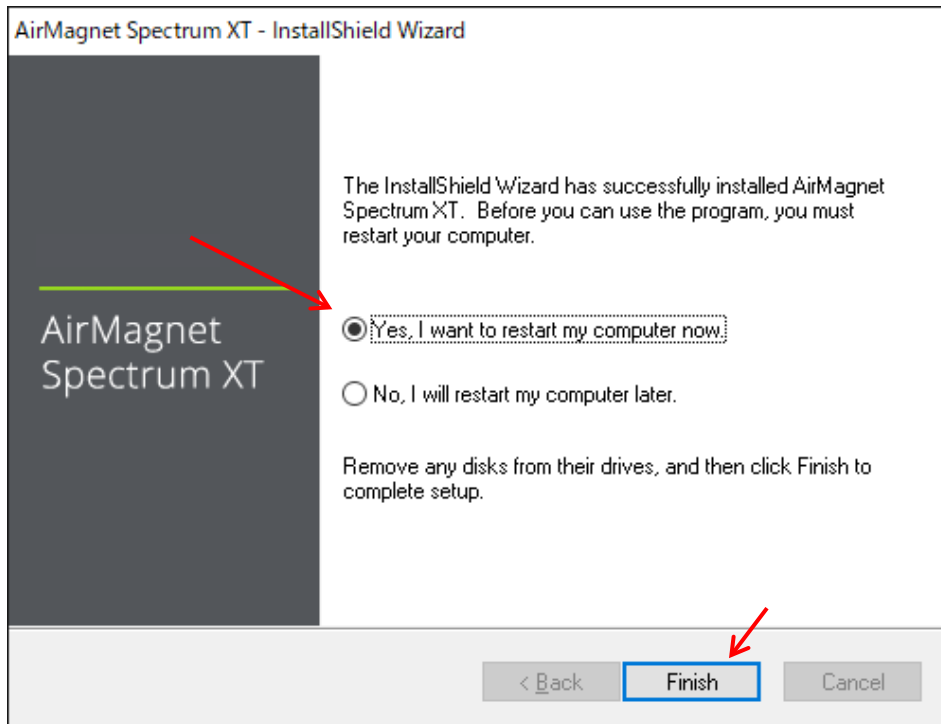 AirMagnet Spectrum XT - InstallShield Wizard
The InstallShield Wizard has successfully installed AirMagnet
Spectrum XT.  Before you can use the program, you must
restart your computer.
AirMagnet
Spectrum XT
Yes, I want to restart my computer now.
No, I will restart my computer later.
Remove any disks from their drives, and then click Finish to
complete setup.
< Back
Finish
Cancel